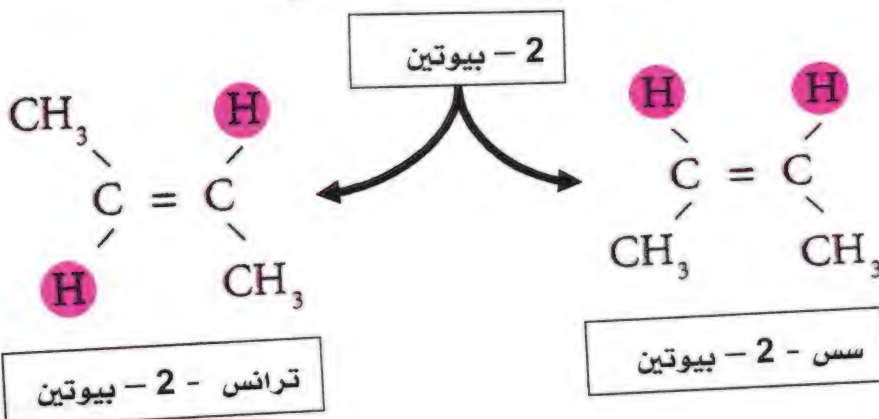 2 – بيوتين
CH₃ H
C = C
H CH₃
H H
C = C
CH₃ CH₃
ترانس - 2 – بيوتين
سس - 2 – بيوتين